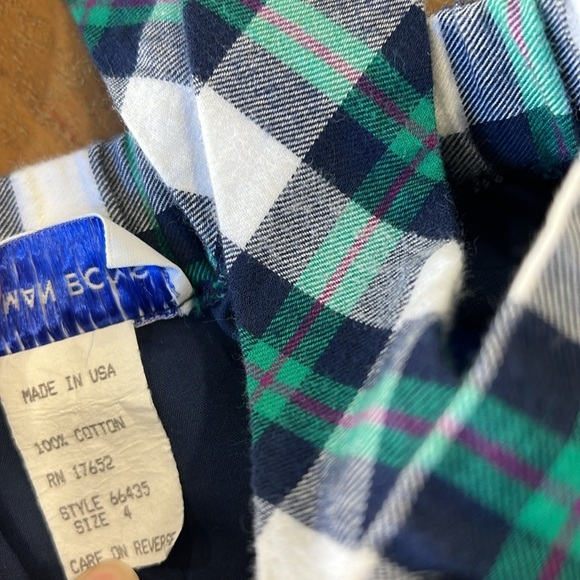 MADE IN USA
100% COTTON
RN 17652
STYLE 66435
SIZE 4
CARE ON REVERSE